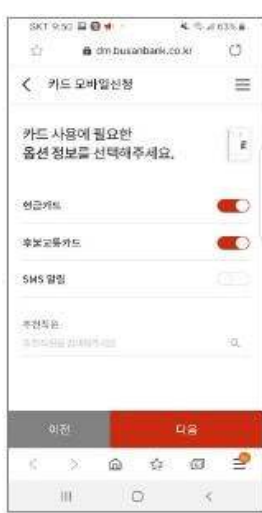 SKT 9:50
63%
dm.busanbank.co.kr
카드 모바일신청
카드 사용에 필요한
옵션 정보를 선택해주세요.
현금카드
후불교통카드
SMS 알림
추천직원
이전
다음